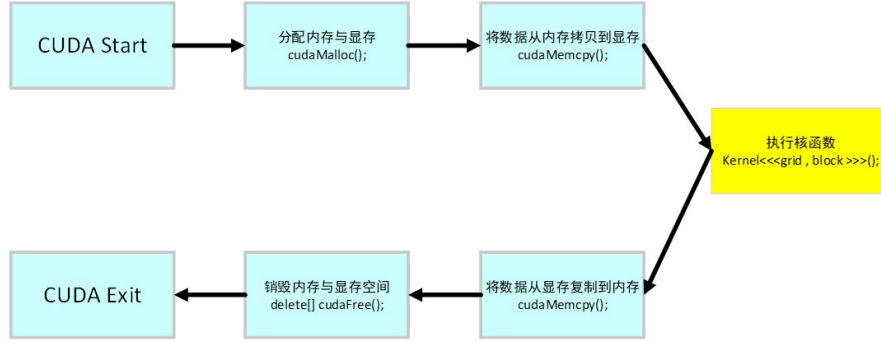 CUDA Start
分配内存与显存
cudaMalloc();
将数据从内存拷贝到显存
cudaMemcpy();
执行核函数
Kernel<<<grid , block >>>();
将数据从显存复制到内存
cudaMemcpy();
销毁内存与显存空间
delete[] cudaFree();
CUDA Exit